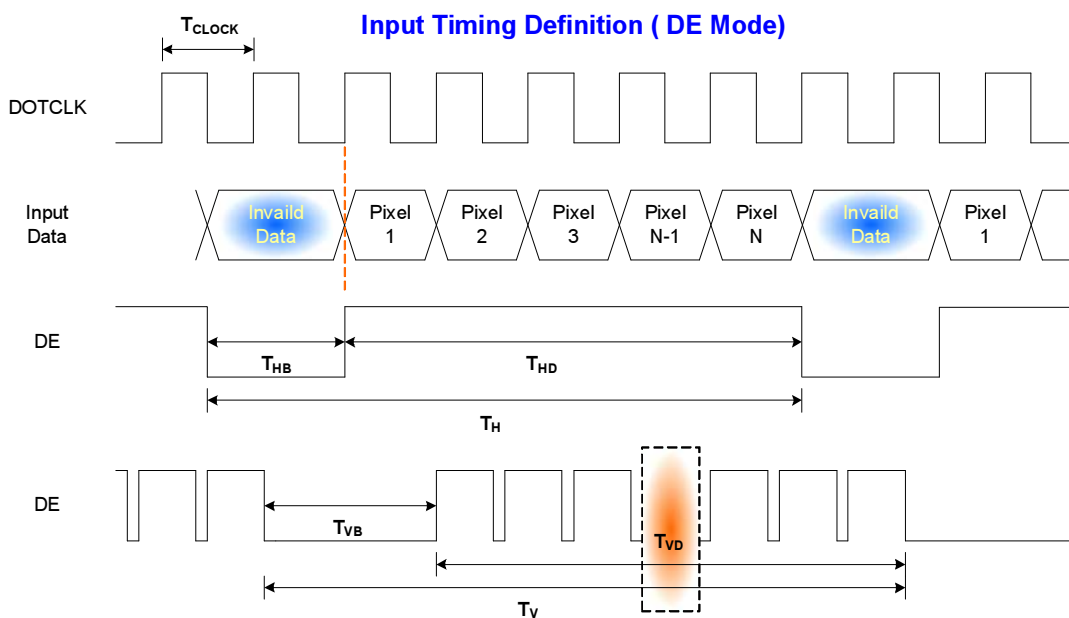 Input Timing Definition ( DE Mode)
TCLOCK
DOTCLK
Input
Data
Invaild
Data
Pixel
1
Pixel
2
Pixel
3
Pixel
N-1
Pixel
N
Invaild
Data
Pixel
1
DE
THB
THD
TH
DE
TVB
TVD
TV